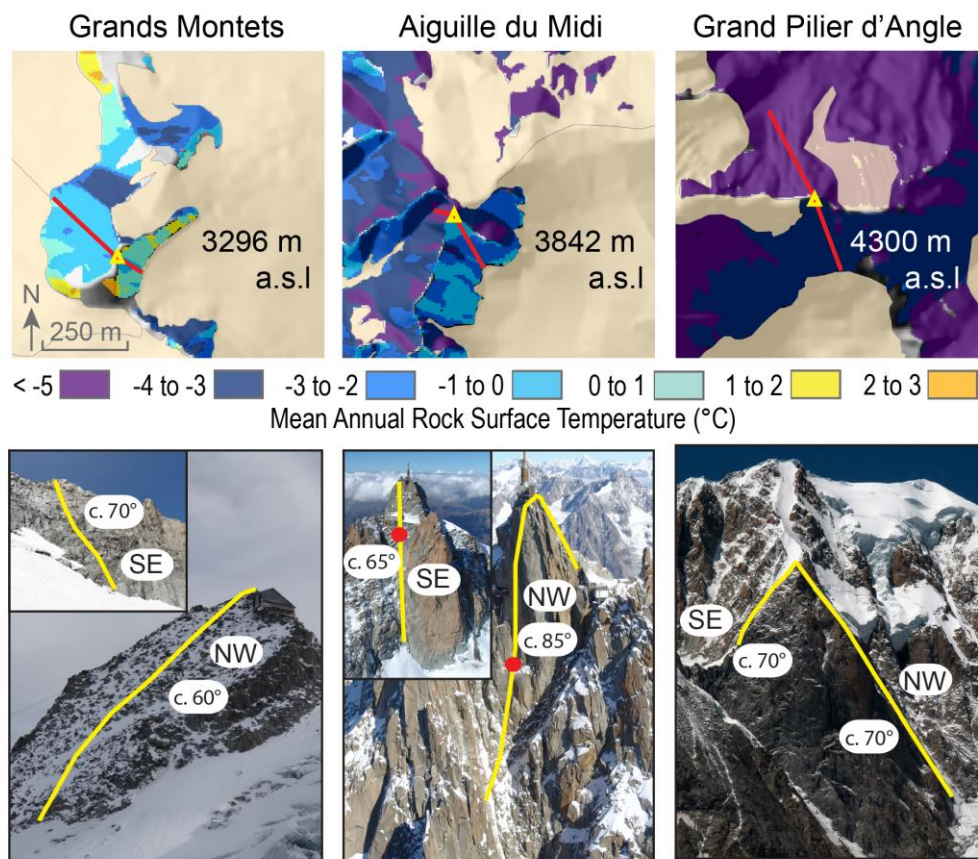 Grands Montets
Aiguille du Midi
Grand Pilier d'Angle
3296 m
a.s.l
N
250 m
3842 m
a.s.l
4300 m
a.s.l
< -5
-4 to -3
-3 to -2
-1 to 0
0 to 1
1 to 2
2 to 3
Mean Annual Rock Surface Temperature (°C)
c. 70°
SE
NW
c. 60°
c. 65°
SE
NW
c. 85°
SE
c. 70°
NW
c. 70°